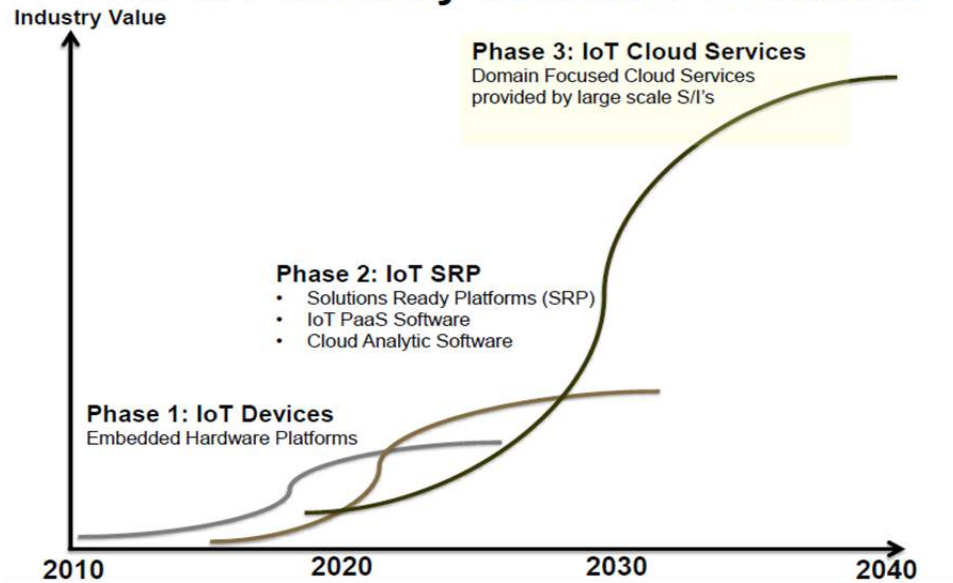 Industry Value
Phase 3: IoT Cloud Services
Domain Focused Cloud Services
provided by large scale S/I's
Phase 2: IoT SRP
• Solutions Ready Platforms (SRP)
• IoT PaaS Software
• Cloud Analytic Software
Phase 1: IoT Devices
Embedded Hardware Platforms
2010 2020 2030 2040